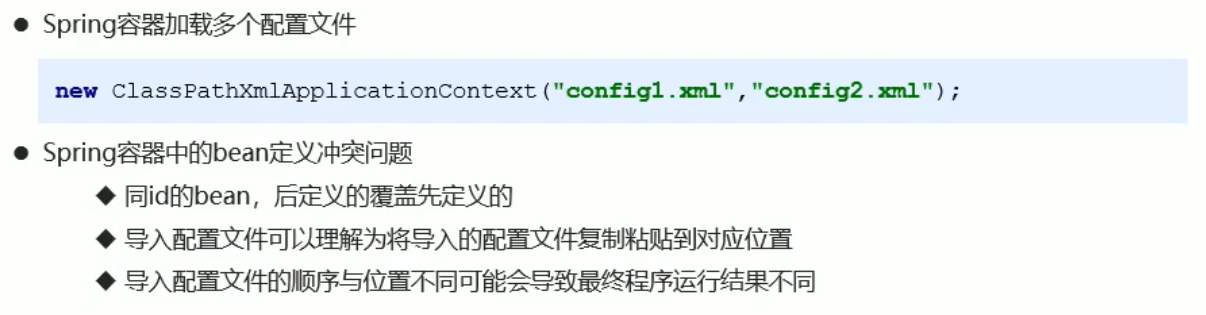 ● Spring容器加载多个配置文件
new ClassPathXmlApplicationContext("config1.xml","config2.xml");
● Spring容器中的bean定义冲突问题
◆ 同id的bean，后定义的覆盖先定义的
◆ 导入配置文件可以理解为将导入的配置文件复制粘贴到对应位置
◆ 导入配置文件的顺序与位置不同可能会导致最终程序运行结果不同